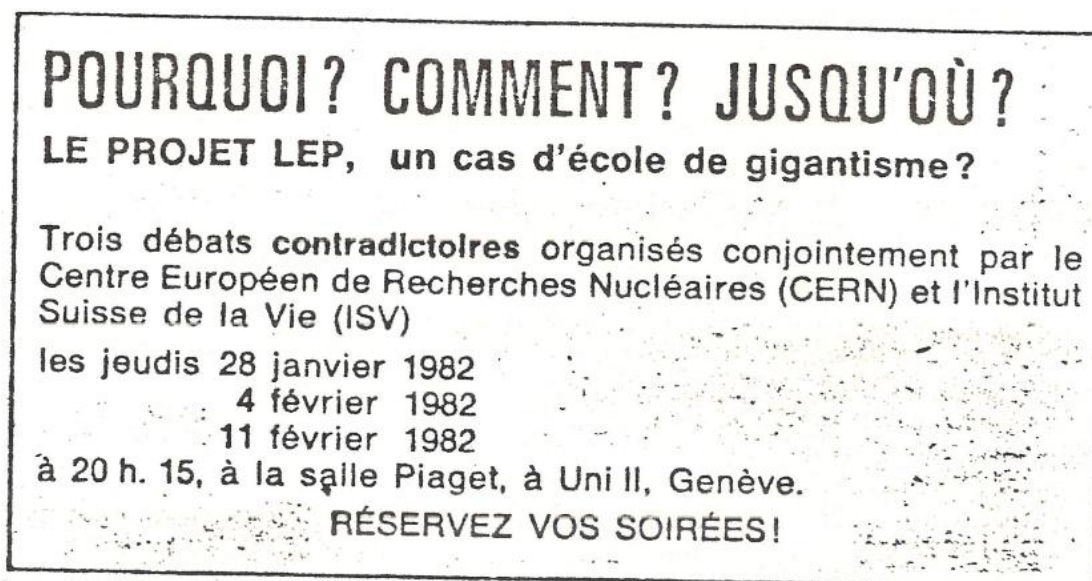 POURQUOI? COMMENT? JUSQU'OÙ?
LE PROJET LEP, un cas d'école de gigantisme?
Trois débats contradictoires organisés conjointement par le
Centre Européen de Recherches Nucléaires (CERN) et l'Institut
Suisse de la Vie (ISV)
les jeudis 28 janvier 1982
4 février 1982
11 février 1982
à 20 h. 15, à la salle Piaget, à Uni II, Genève.
RÉSERVEZ VOS SOIRÉES!